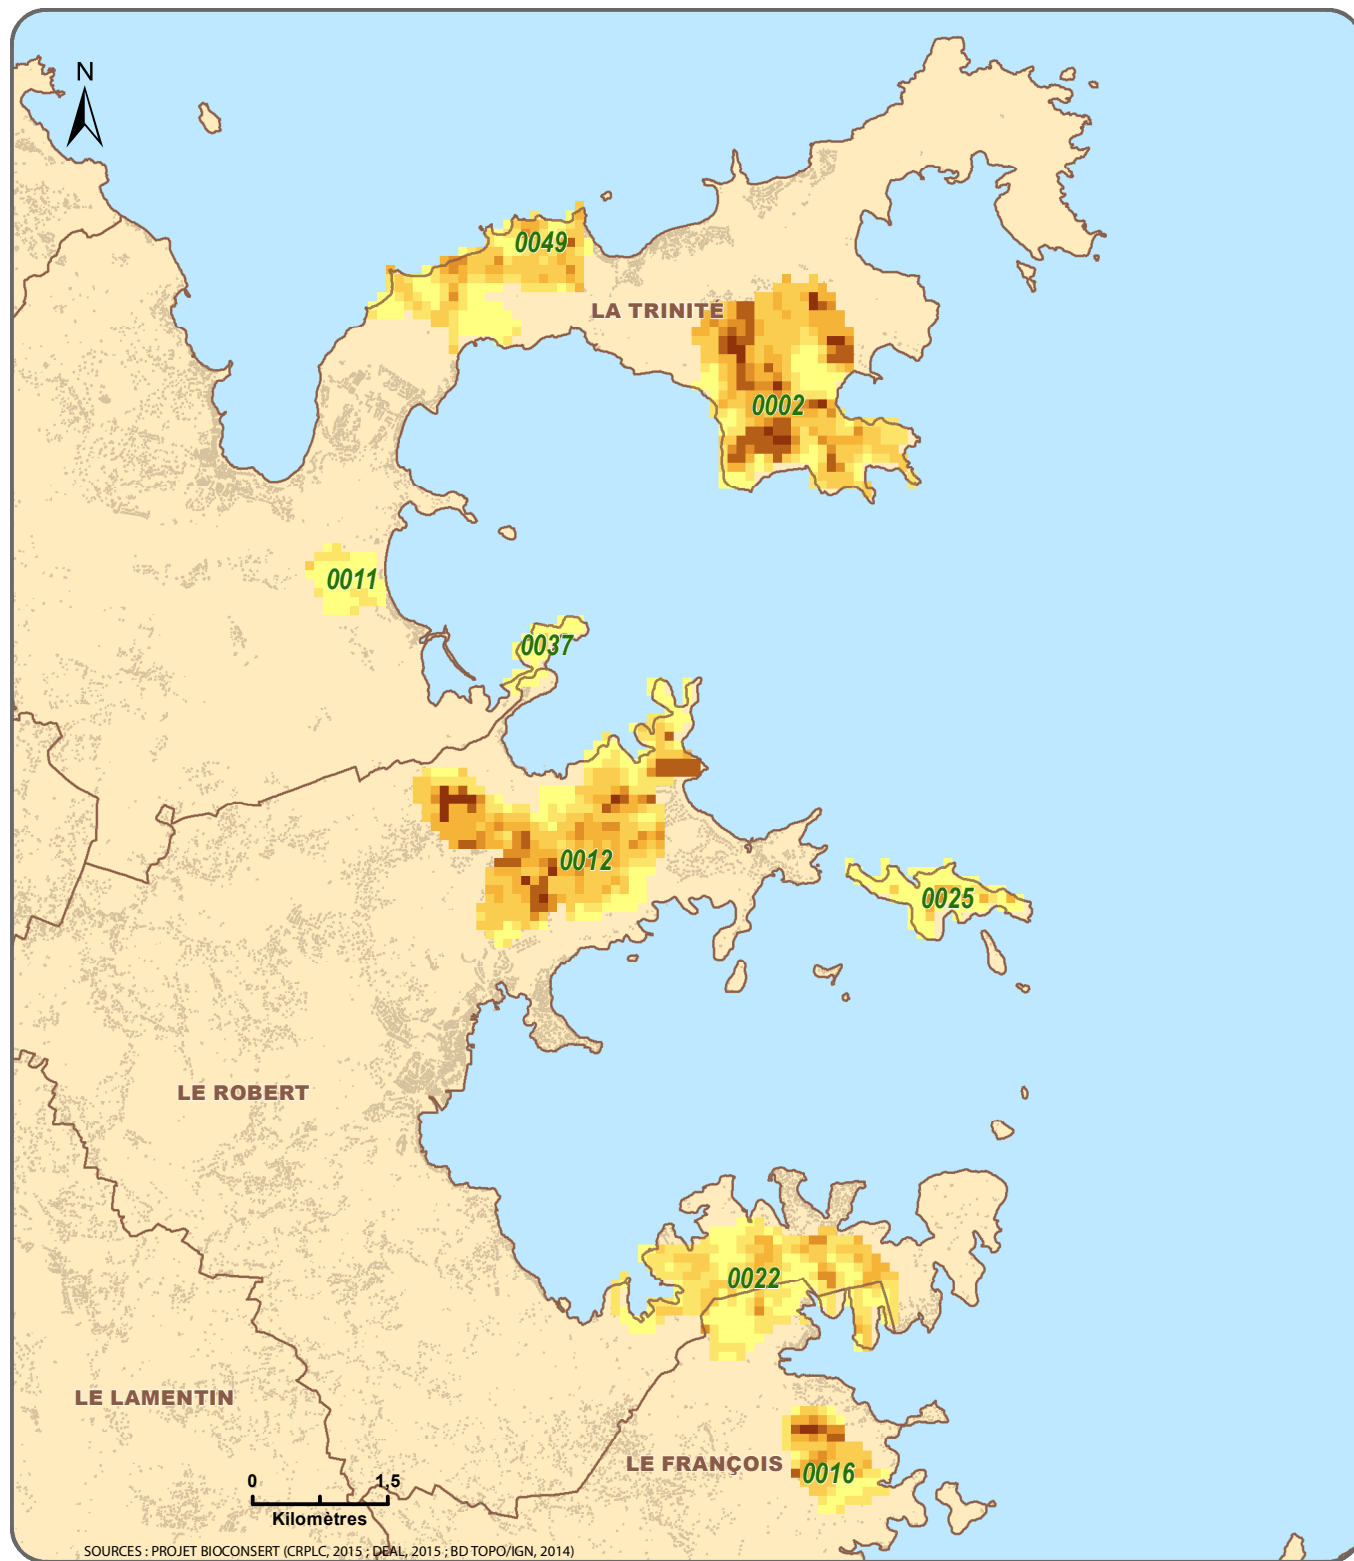 N
0049
LA TRINITÉ
0002
0011
0037
0012
0025
LE ROBERT
0022
LE LAMENTIN
LE FRANÇOIS
0016
0 1,5
Kilomètres
SOURCES : PROJET BIOCONSERT (CRPLC, 2015 ; DEAL, 2015 ; BD TOPO/IGN, 2014)